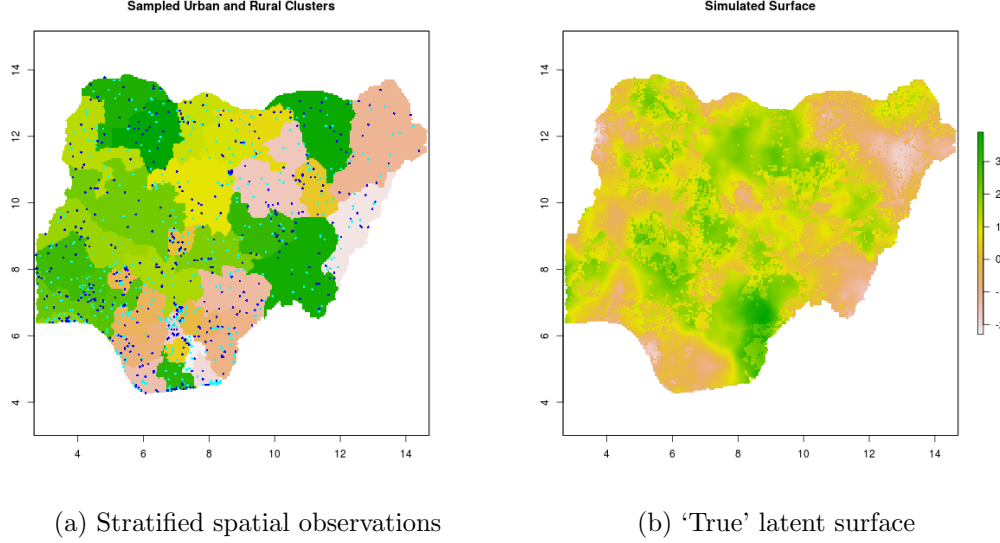 Sampled Urban and Rural Clusters
14
12
10
8
6
4
4 6 8 10 12 14
(a) Stratified spatial observations
Simulated Surface
14
12
10
8
6
4
4 6 8 10 12 14
3
2
1
0
(b) ‘True’ latent surface